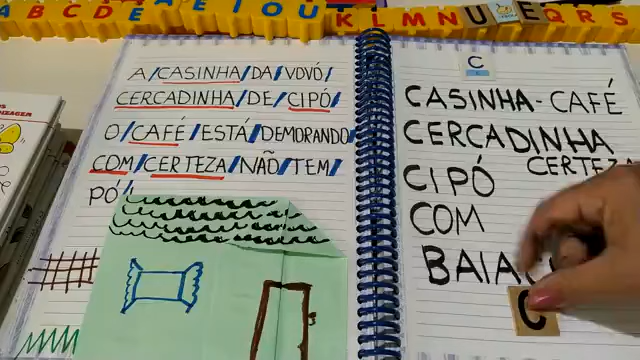 A B C D E A E I O U K L M N U E Q R S
A/CASINHA/DA/VOVÓ/
CERCADINHA/DE/CIPÓ/
O/CAFÉ/ESTÁ/DEMORANDO
COM/CERTEZA/NÃO/TEM/
PÓ/
C
CASINHA-CAFÉ
CERCADINHA
CERTEZA
CIPÓ
COM
C